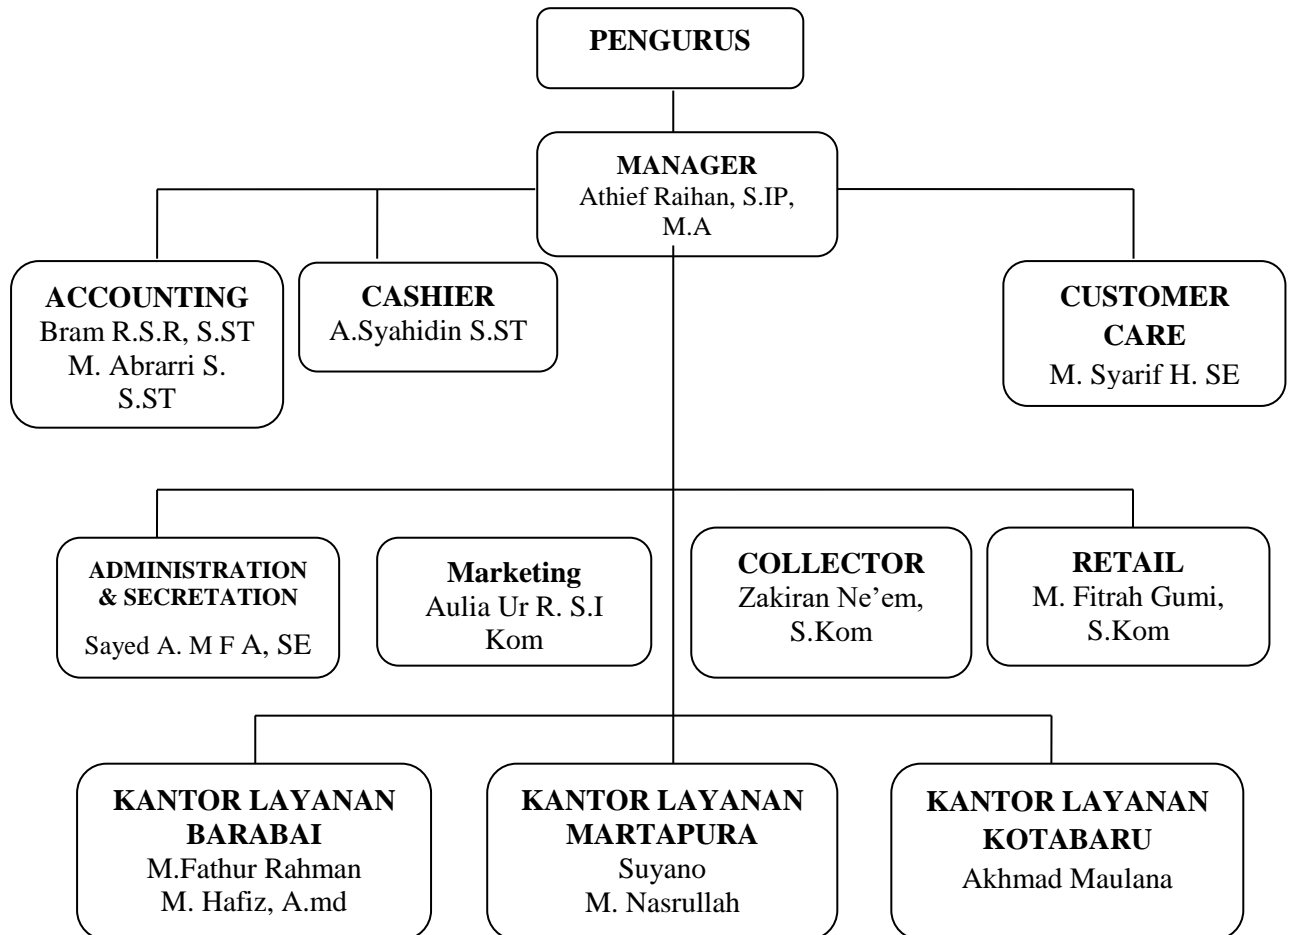 PENGURUS
MANAGER
Athief Raihan, S.IP,
M.A
ACCOUNTING
Bram R.S.R, S.ST
M. Abrarri S.
S.ST
CASHIER
A.Syahidin S.ST
CUSTOMER
CARE
M. Syarif H. SE
ADMINISTRATION
& SECRETATION
Sayed A. M F A, SE
Marketing
Aulia Ur R. S.I
Kom
COLLECTOR
Zakiran Ne’em,
S.Kom
RETAIL
M. Fitrah Gumi,
S.Kom
KANTOR LAYANAN
BARABAI
M.Fathur Rahman
M. Hafiz, A.md
KANTOR LAYANAN
MARTAPURA
Suyano
M. Nasrullah
KANTOR LAYANAN
KOTABARU
Akhmad Maulana